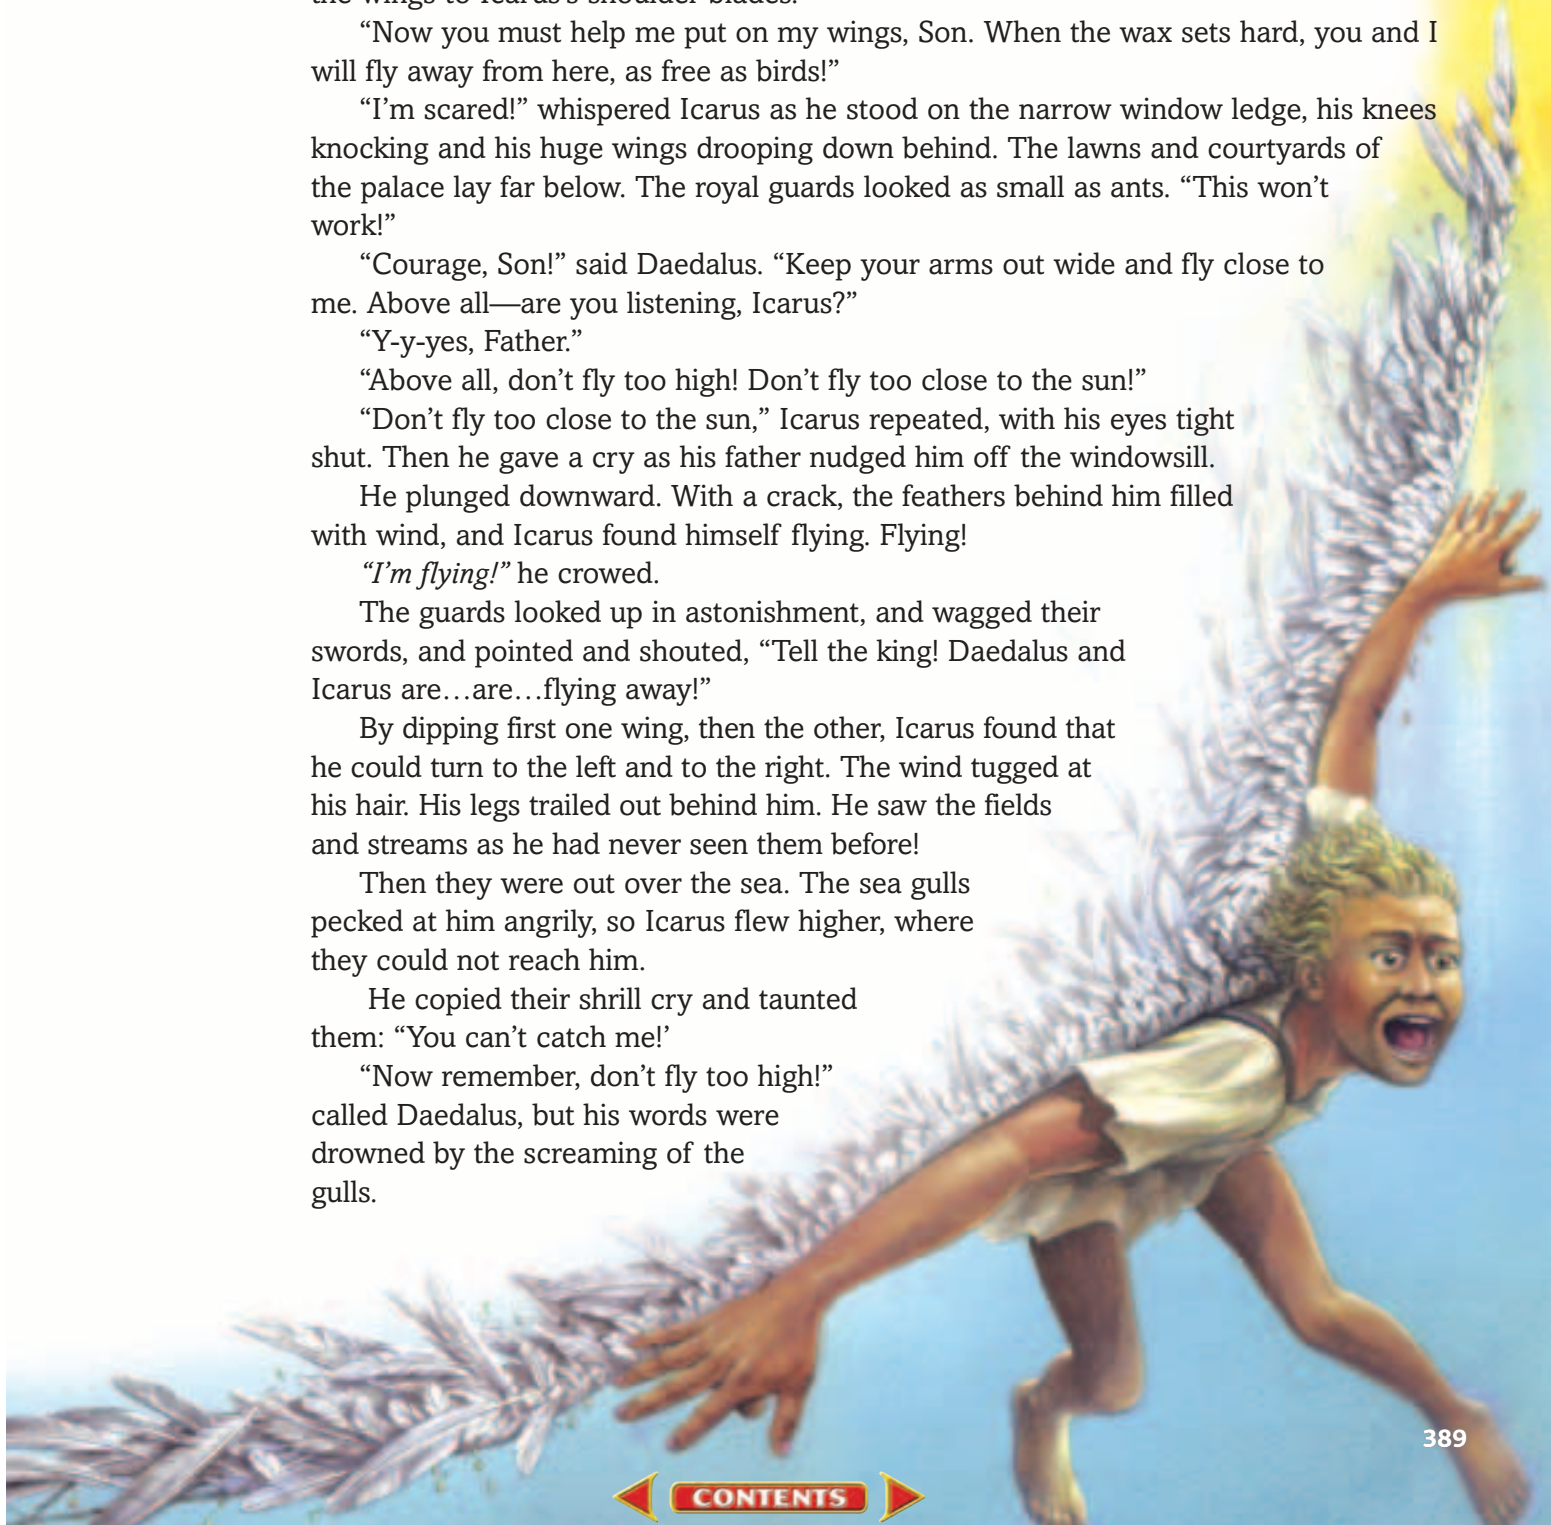 the wings to Icarus's shoulder blades.
“Now you must help me put on my wings, Son. When the wax sets hard, you and I
will fly away from here, as free as birds!”
“I’m scared!” whispered Icarus as he stood on the narrow window ledge, his knees
knocking and his huge wings drooping down behind. The lawns and courtyards of
the palace lay far below. The royal guards looked as small as ants. “This won’t
work!”
“Courage, Son!” said Daedalus. “Keep your arms out wide and fly close to
me. Above all—are you listening, Icarus?”
“Y-y-yes, Father.”
“Above all, don’t fly too high! Don’t fly too close to the sun!”
“Don’t fly too close to the sun,” Icarus repeated, with his eyes tight
shut. Then he gave a cry as his father nudged him off the windowsill.
He plunged downward. With a crack, the feathers behind him filled
with wind, and Icarus found himself flying. Flying!
“I’m flying!” he crowed.
The guards looked up in astonishment, and wagged their
swords, and pointed and shouted, “Tell the king! Daedalus and
Icarus are…are…flying away!”
By dipping first one wing, then the other, Icarus found that
he could turn to the left and to the right. The wind tugged at
his hair. His legs trailed out behind him. He saw the fields
and streams as he had never seen them before!
Then they were out over the sea. The sea gulls
pecked at him angrily, so Icarus flew higher, where
they could not reach him.
He copied their shrill cry and taunted
them: “You can’t catch me!’
“Now remember, don’t fly too high!”
called Daedalus, but his words were
drowned by the screaming of the
gulls.
389
CONTENTS